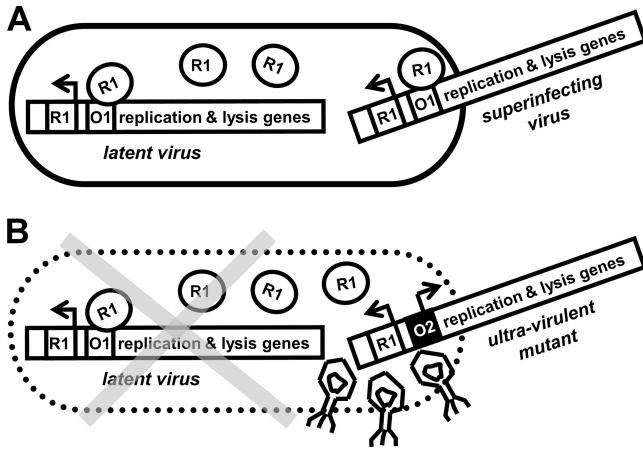 A
R1
R1
R1
R1
R1 O1 replication & lysis genes
latent virus
R1 O1 replication & lysis genes
superinfecting
virus
B
R1
R1
R1
R1
R1 O1 replication & lysis genes
latent virus
R1 O2 replication & lysis genes
ultra-virulent
mutant